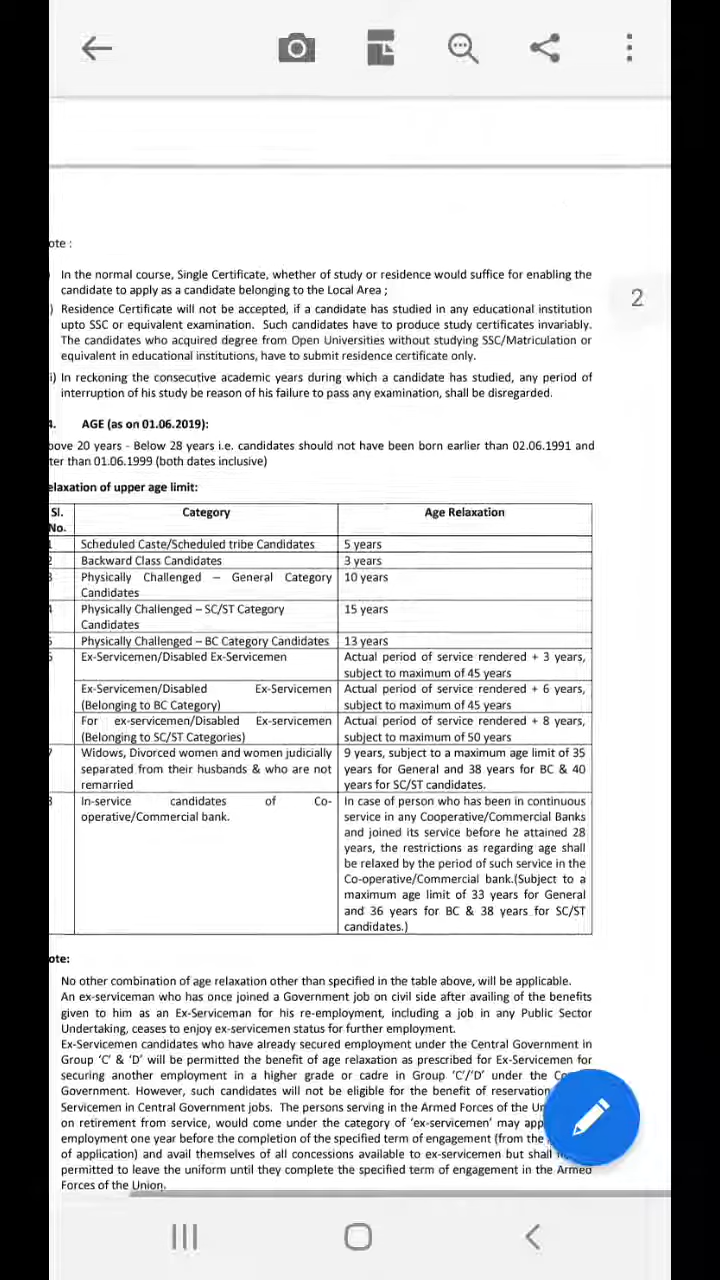 2
ote :
In the normal course, Single Certificate, whether of study or residence would suffice for enabling the
candidate to apply as a candidate belonging to the Local Area ;
) Residence Certificate will not be accepted, if a candidate has studied in any educational institution
upto SSC or equivalent examination. Such candidates have to produce study certificates invariably.
The candidates who acquired degree from Open Universities without studying SSC/Matriculation or
equivalent in educational institutions, have to submit residence certificate only.
i) In reckoning the consecutive academic years during which a candidate has studied, any period of
interruption of his study be reason of his failure to pass any examination, shall be disregarded.
4. AGE (as on 01.06.2019):
bove 20 years - Below 28 years i.e. candidates should not have been born earlier than 02.06.1991 and
ter than 01.06.1999 (both dates inclusive)
elaxation of upper age limit:
Sl. Category Age Relaxation
No.
1 Scheduled Caste/Scheduled tribe Candidates 5 years
2 Backward Class Candidates 3 years
3 Physically Challenged – General Category 10 years
Candidates
4 Physically Challenged – SC/ST Category 15 years
Candidates
5 Physically Challenged – BC Category Candidates 13 years
6 Ex-Servicemen/Disabled Ex-Servicemen Actual period of service rendered + 3 years,
subject to maximum of 45 years
Ex-Servicemen/Disabled Ex-Servicemen Actual period of service rendered + 6 years,
(Belonging to BC Category) subject to maximum of 45 years
For ex-servicemen/Disabled Ex-servicemen Actual period of service rendered + 8 years,
(Belonging to SC/ST Categories) subject to maximum of 50 years
7 Widows, Divorced women and women judicially 9 years, subject to a maximum age limit of 35
separated from their husbands & who are not years for General and 38 years for BC & 40
remarried years for SC/ST candidates.
8 In-service candidates of Co- In case of person who has been in continuous
operative/Commercial bank. service in any Cooperative/Commercial Banks
and joined its service before he attained 28
years, the restrictions as regarding age shall
be relaxed by the period of such service in the
Co-operative/Commercial bank.(Subject to a
maximum age limit of 33 years for General
and 36 years for BC & 38 years for SC/ST
candidates.)
ote:
No other combination of age relaxation other than specified in the table above, will be applicable.
An ex-serviceman who has once joined a Government job on civil side after availing of the benefits
given to him as an Ex-Serviceman for his re-employment, including a job in any Public Sector
Undertaking, ceases to enjoy ex-servicemen status for further employment.
Ex-Servicemen candidates who have already secured employment under the Central Government in
Group 'C' & 'D' will be permitted the benefit of age relaxation as prescribed for Ex-Servicemen for
securing another employment in a higher grade or cadre in Group 'C'/'D' under the
Government. However, such candidates will not be eligible for the benefit of reservation
Servicemen in Central Government jobs. The persons serving in the Armed Forces of the
on retirement from service, would come under the category of 'ex-servicemen' may
employment one year before the completion of the specified term of engagement (from the
of application) and avail themselves of all concessions available to ex-servicemen but shall
permitted to leave the uniform until they complete the specified term of engagement in the Armed
Forces of the Union.